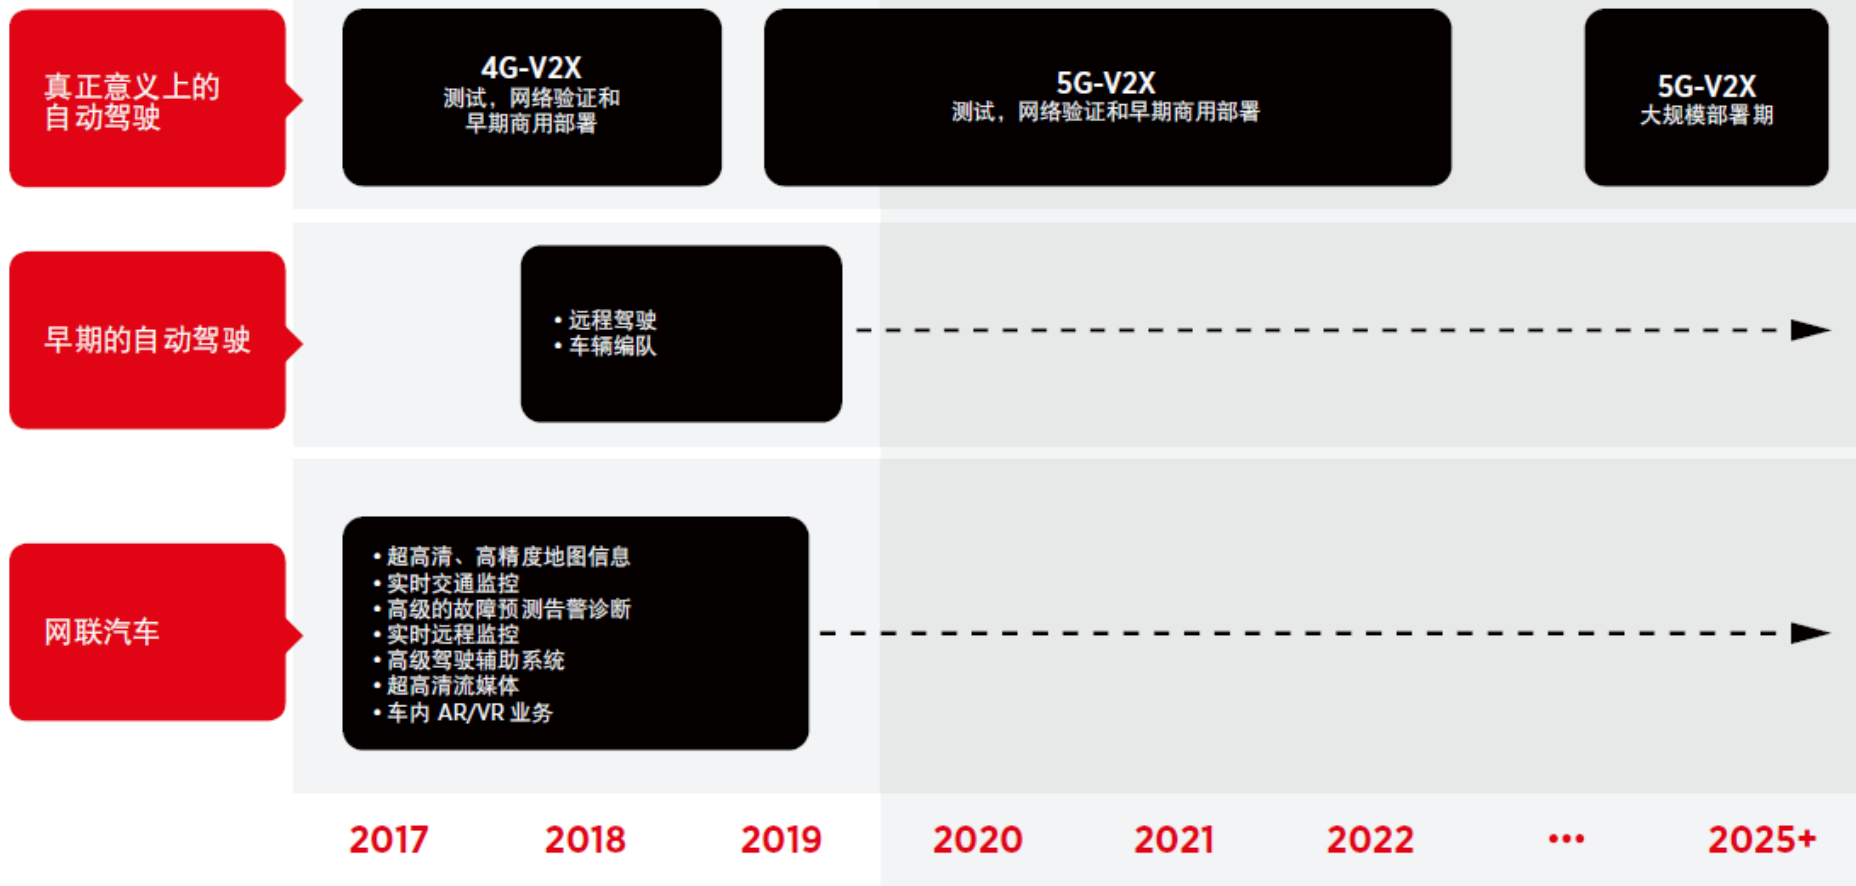 真正意义上的
自动驾驶
4G-V2X
测试，网络验证和
早期商用部署
5G-V2X
测试，网络验证和早期商用部署
5G-V2X
大规模部署期
早期的自动驾驶
• 远程驾驶
• 车辆编队
网联汽车
• 超高清、高精度地图信息
• 实时交通监控
• 高级的故障预测告警诊断
• 实时远程监控
• 高级驾驶辅助系统
• 超高清流媒体
• 车内 AR/VR 业务
2017 2018 2019 2020 2021 2022 ••• 2025+